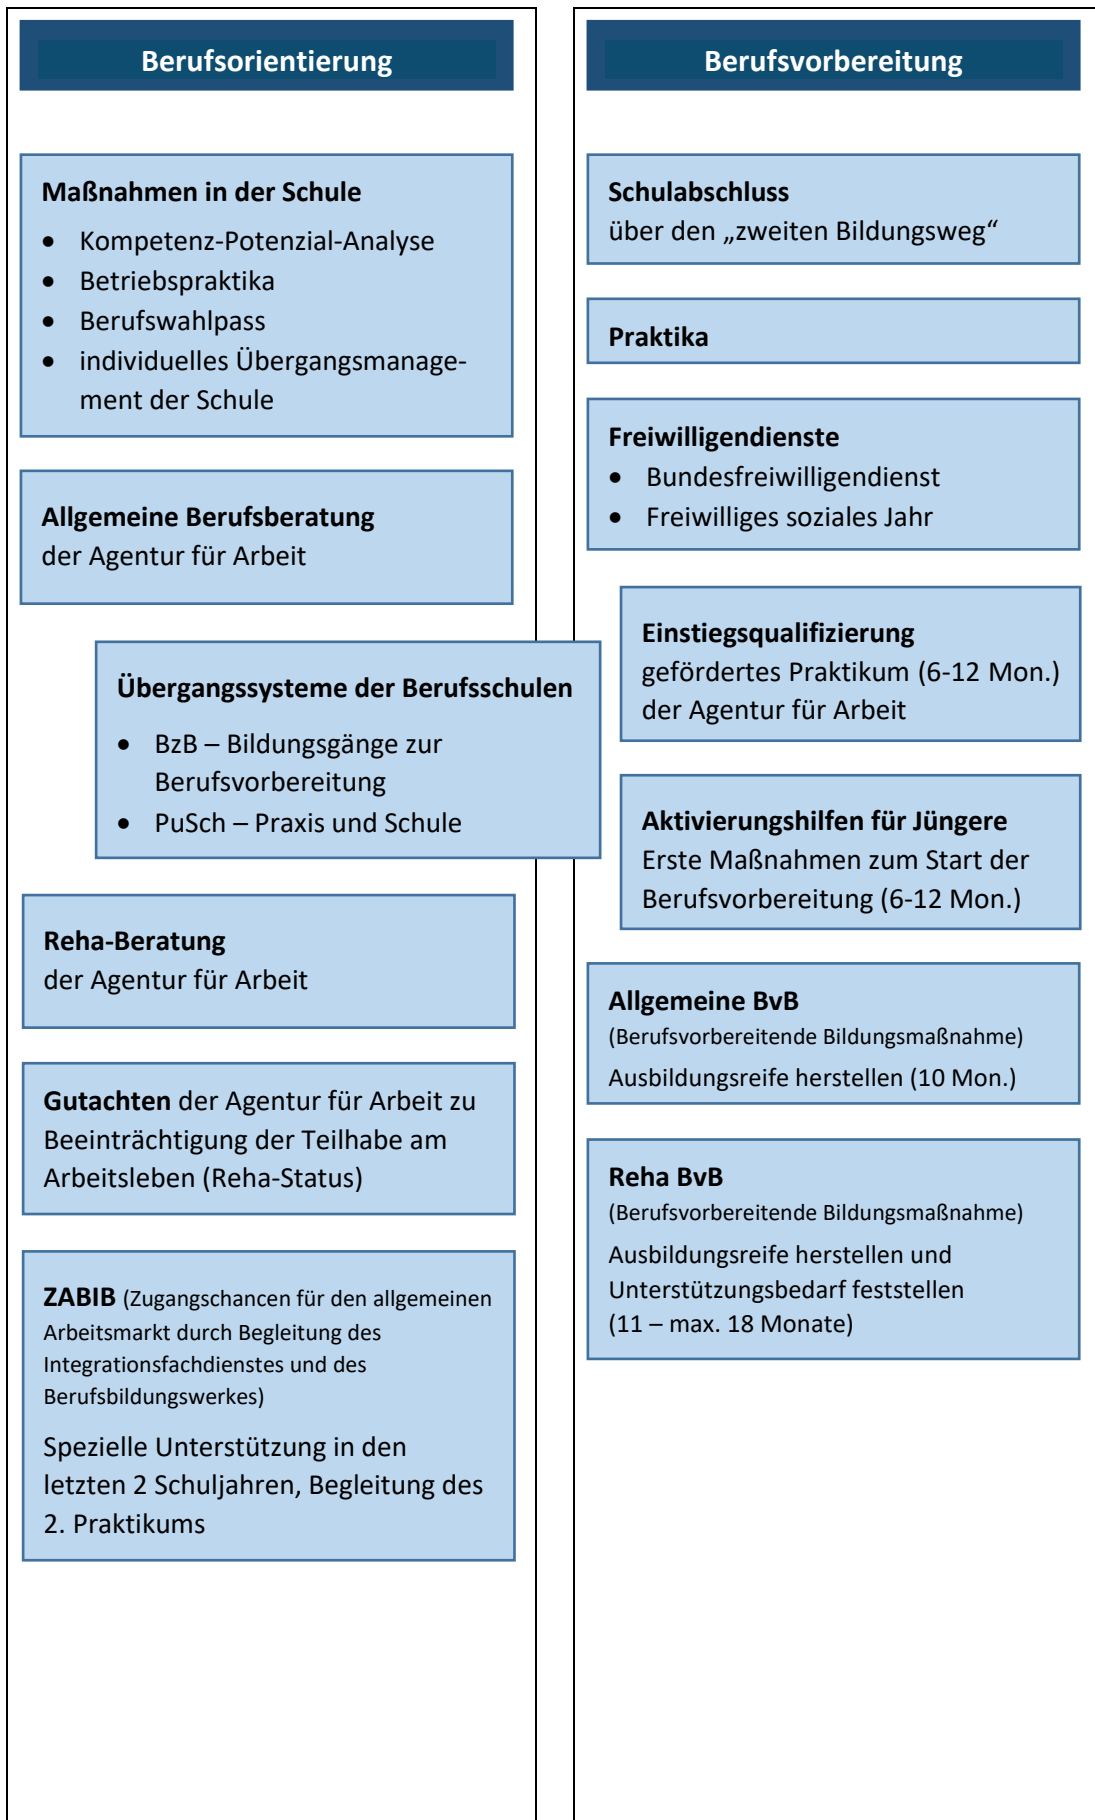 Berufsorientierung
Maßnahmen in der Schule
• Kompetenz-Potenzial-Analyse
• Betriebspraktika
• Berufswahlpass
• individuelles Übergangsmanage-
ment der Schule
Allgemeine Berufsberatung
der Agentur für Arbeit
Übergangssysteme der Berufsschulen
• BzB – Bildungsgänge zur
Berufsvorbereitung
• PuSch – Praxis und Schule
Reha-Beratung
der Agentur für Arbeit
Gutachten der Agentur für Arbeit zu
Beeinträchtigung der Teilhabe am
Arbeitsleben (Reha-Status)
ZABIB (Zugangschancen für den allgemeinen
Arbeitsmarkt durch Begleitung des
Integrationsfachdienstes und des
Berufsbildungswerkes)
Spezielle Unterstützung in den
letzten 2 Schuljahren, Begleitung des
2. Praktikums
Berufsvorbereitung
Schulabschluss
über den „zweiten Bildungsweg“
Praktika
Freiwilligendienste
• Bundesfreiwilligendienst
• Freiwilliges soziales Jahr
Einstiegsqualifizierung
gefördertes Praktikum (6-12 Mon.)
der Agentur für Arbeit
Aktivierungshilfen für Jüngere
Erste Maßnahmen zum Start der
Berufsvorbereitung (6-12 Mon.)
Allgemeine BvB
(Berufsvorbereitende Bildungsmaßnahme)
Ausbildungsreife herstellen (10 Mon.)
Reha BvB
(Berufsvorbereitende Bildungsmaßnahme)
Ausbildungsreife herstellen und
Unterstützungsbedarf feststellen
(11 – max. 18 Monate)